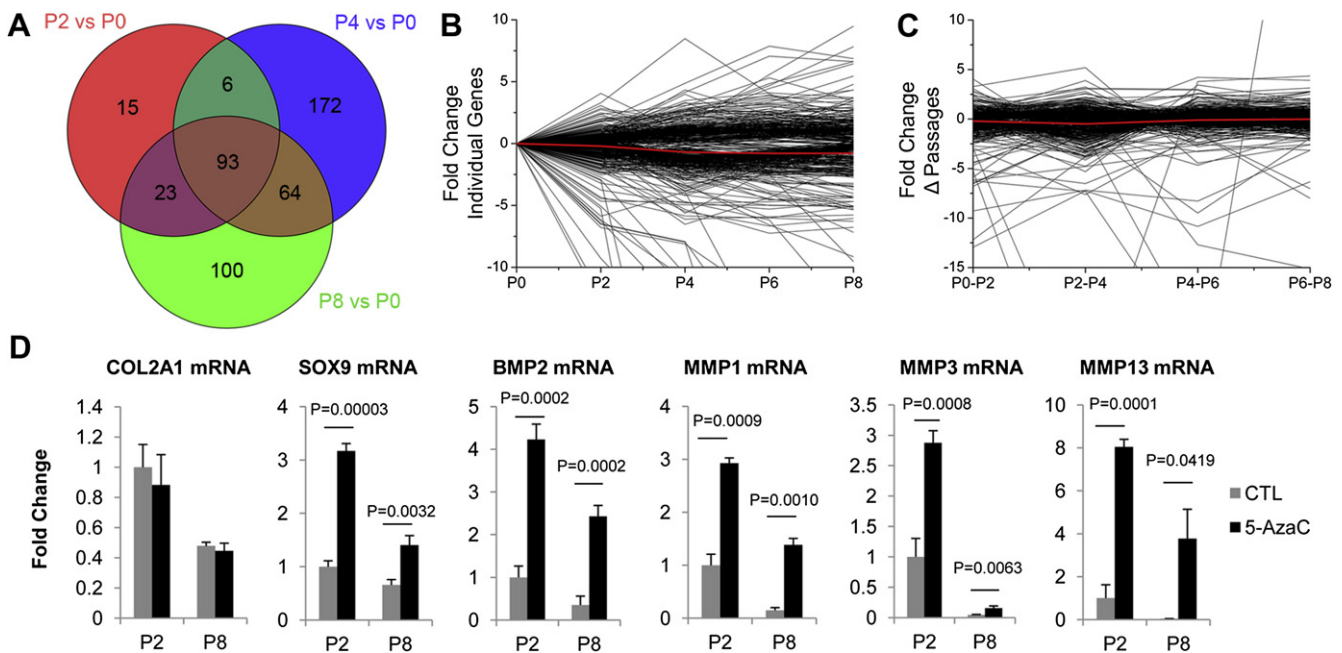 A
P2 vs P0
P4 vs P0
15
6
172
93
23
64
100
P8 vs P0
B
Fold Change
Individual Genes
10
5
0
-5
-10
P0
P2
P4
P6
P8
C
Fold Change
Δ Passages
10
5
0
-5
-10
-15
P0-P2
P2-P4
P4-P6
P6-P8
D
Fold Change
COL2A1 mRNA
1.4
1.2
1
0.8
0.6
0.4
0.2
0
P2
P8
SOX9 mRNA
P=0.00003
P=0.0032
4
3
2
1
0
P2
P8
BMP2 mRNA
P=0.0002
P=0.0002
5
4
3
2
1
0
P2
P8
MMP1 mRNA
P=0.0009
P=0.0010
4
3
2
1
0
P2
P8
MMP3 mRNA
P=0.0008
P=0.0063
3.5
3
2.5
2
1.5
1
0.5
0
P2
P8
MMP13 mRNA
P=0.0001
P=0.0419
10
8
6
4
2
0
P2
P8
CTL
5-AzaC